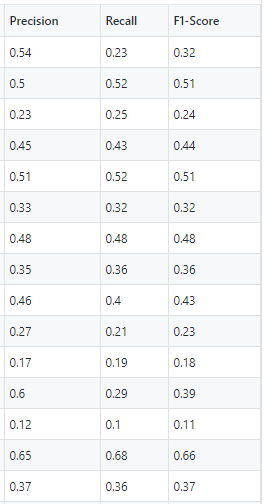 Precision Recall F1-Score
0.54 0.23 0.32
0.5 0.52 0.51
0.23 0.25 0.24
0.45 0.43 0.44
0.51 0.52 0.51
0.33 0.32 0.32
0.48 0.48 0.48
0.35 0.36 0.36
0.46 0.4 0.43
0.27 0.21 0.23
0.17 0.19 0.18
0.6 0.29 0.39
0.12 0.1 0.11
0.65 0.68 0.66
0.37 0.36 0.37